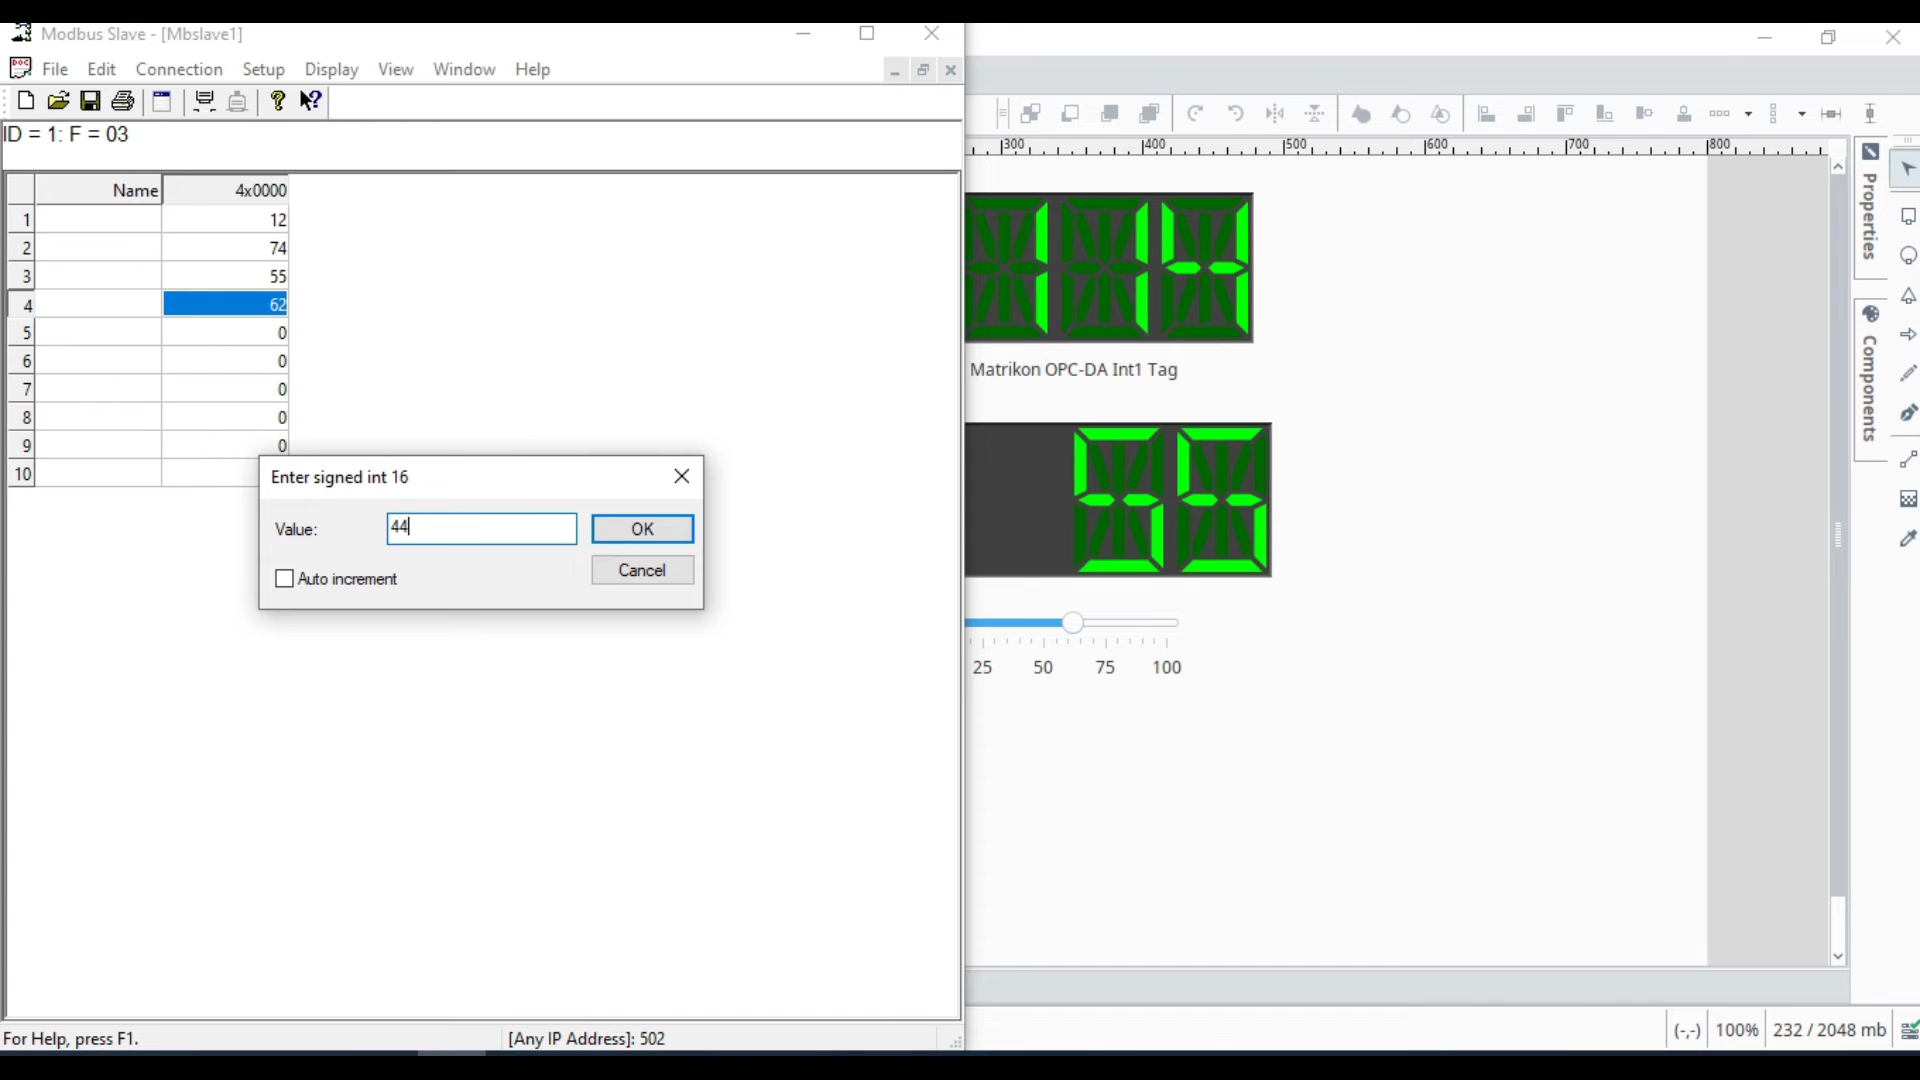 Modbus Slave - [Mbslave1]
File Edit Connection Setup Display View Window Help
ID = 1: F = 03
Name 4x0000
1 12
2 74
3 55
4 62
5 0
6 0
7 0
8 0
9 0
10
Enter signed int 16
Value: 44 OK
Auto increment Cancel
For Help, press F1. [Any IP Address]: 502
300 400 500 600 700 800
114
Matrikon OPC-DA Int1 Tag
55
25 50 75 100
Properties
Components
(-,-) 100% 232 / 2048 mb